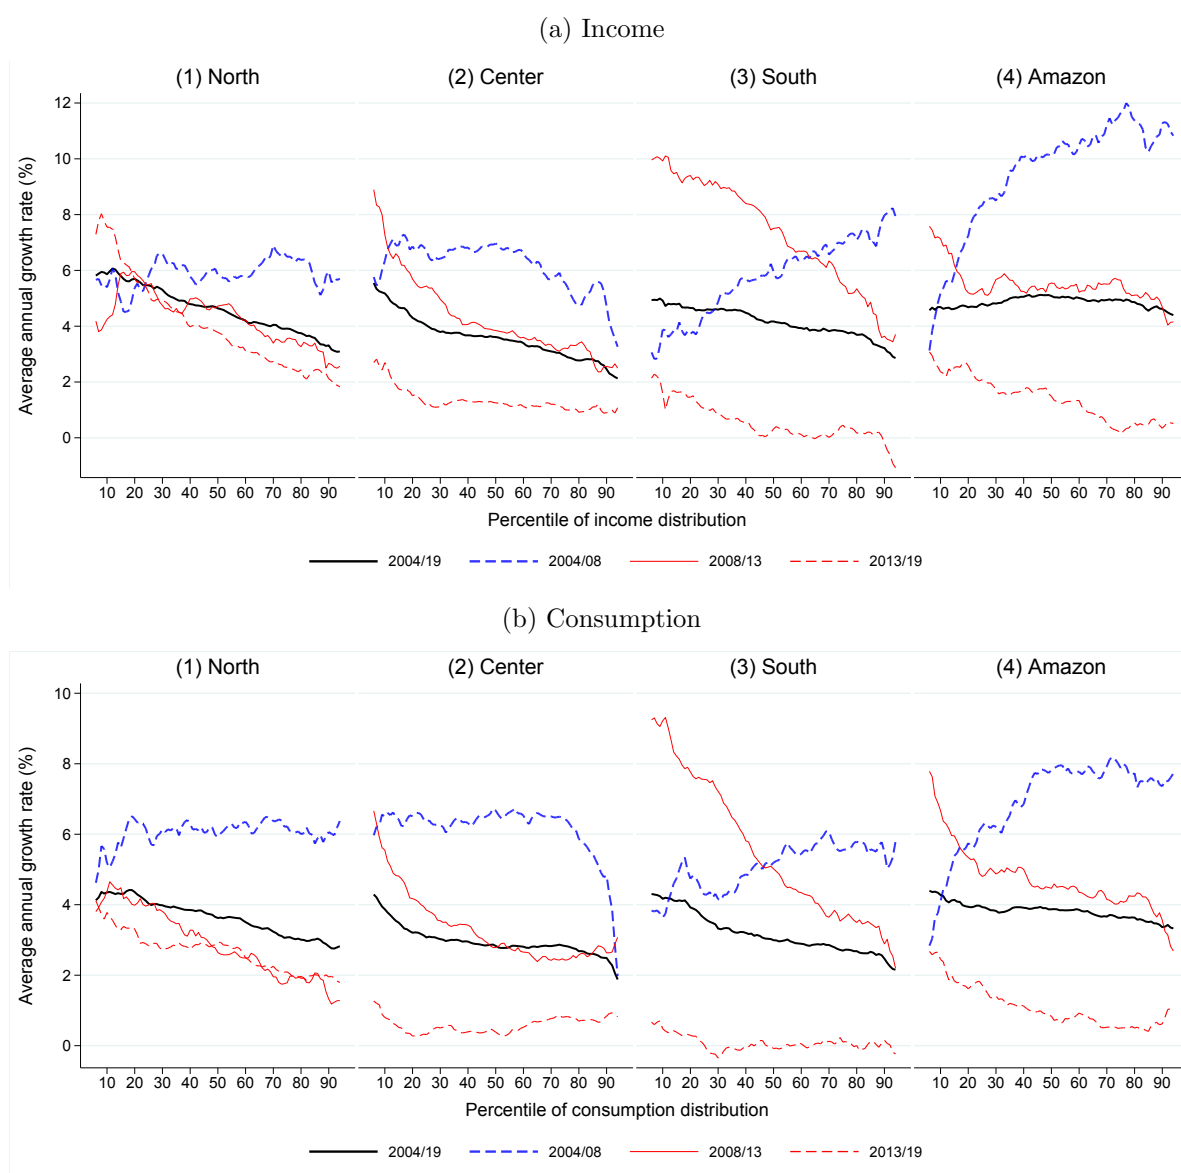 (a) Income
(1) North (2) Center (3) South (4) Amazon
12
10
8
6
4
2
0
Average annual growth rate (%)
10 20 30 40 50 60 70 80 90 10 20 30 40 50 60 70 80 90 10 20 30 40 50 60 70 80 90 10 20 30 40 50 60 70 80 90
Percentile of income distribution
2004/19 2004/08 2008/13 2013/19
(b) Consumption
(1) North (2) Center (3) South (4) Amazon
10
8
6
4
2
0
Average annual growth rate (%)
10 20 30 40 50 60 70 80 90 10 20 30 40 50 60 70 80 90 10 20 30 40 50 60 70 80 90 10 20 30 40 50 60 70 80 90
Percentile of consumption distribution
2004/19 2004/08 2008/13 2013/19